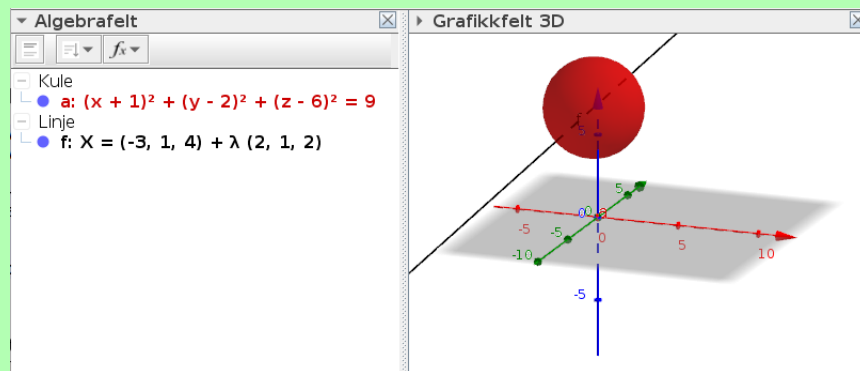 Algebrafelt
Grafikkfelt 3D
fx
Kule
a: (x + 1)² + (y - 2)² + (z - 6)² = 9
Linje
f: X = (-3, 1, 4) + λ (2, 1, 2)
f
5
5
0
0
-5
-5
0
5
10
-10
-5